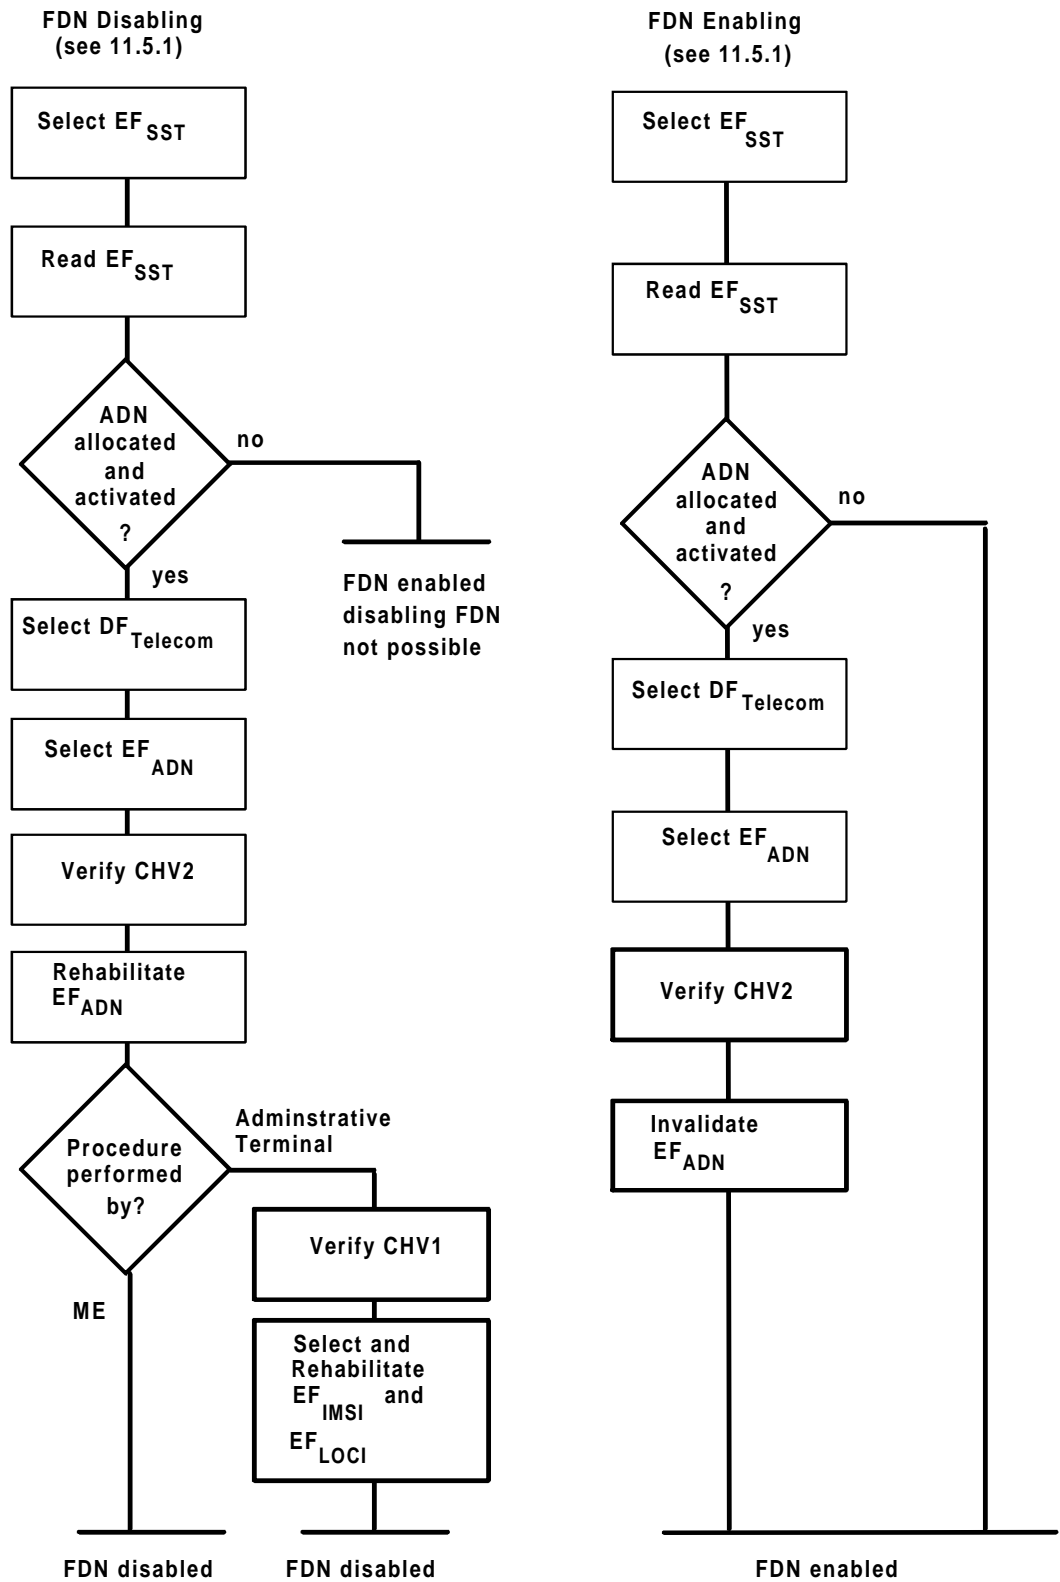 FDN Disabling
(see 11.5.1)
Select EF SST
Read EF SST
ADN
allocated
and
activated
?
no
yes
FDN enabled
disabling FDN
not possible
Select DF Telecom
Select EF ADN
Verify CHV2
Rehabilitate
EF ADN
Procedure
performed
by?
Adminstrative
Terminal
ME
Verify CHV1
Select and
Rehabilitate
EF IMSI and
EF LOCI
FDN disabled
FDN disabled
FDN Enabling
(see 11.5.1)
Select EF SST
Read EF SST
ADN
allocated
and
activated
?
no
yes
Select DF Telecom
Select EF ADN
Verify CHV2
Invalidate
EF ADN
FDN enabled